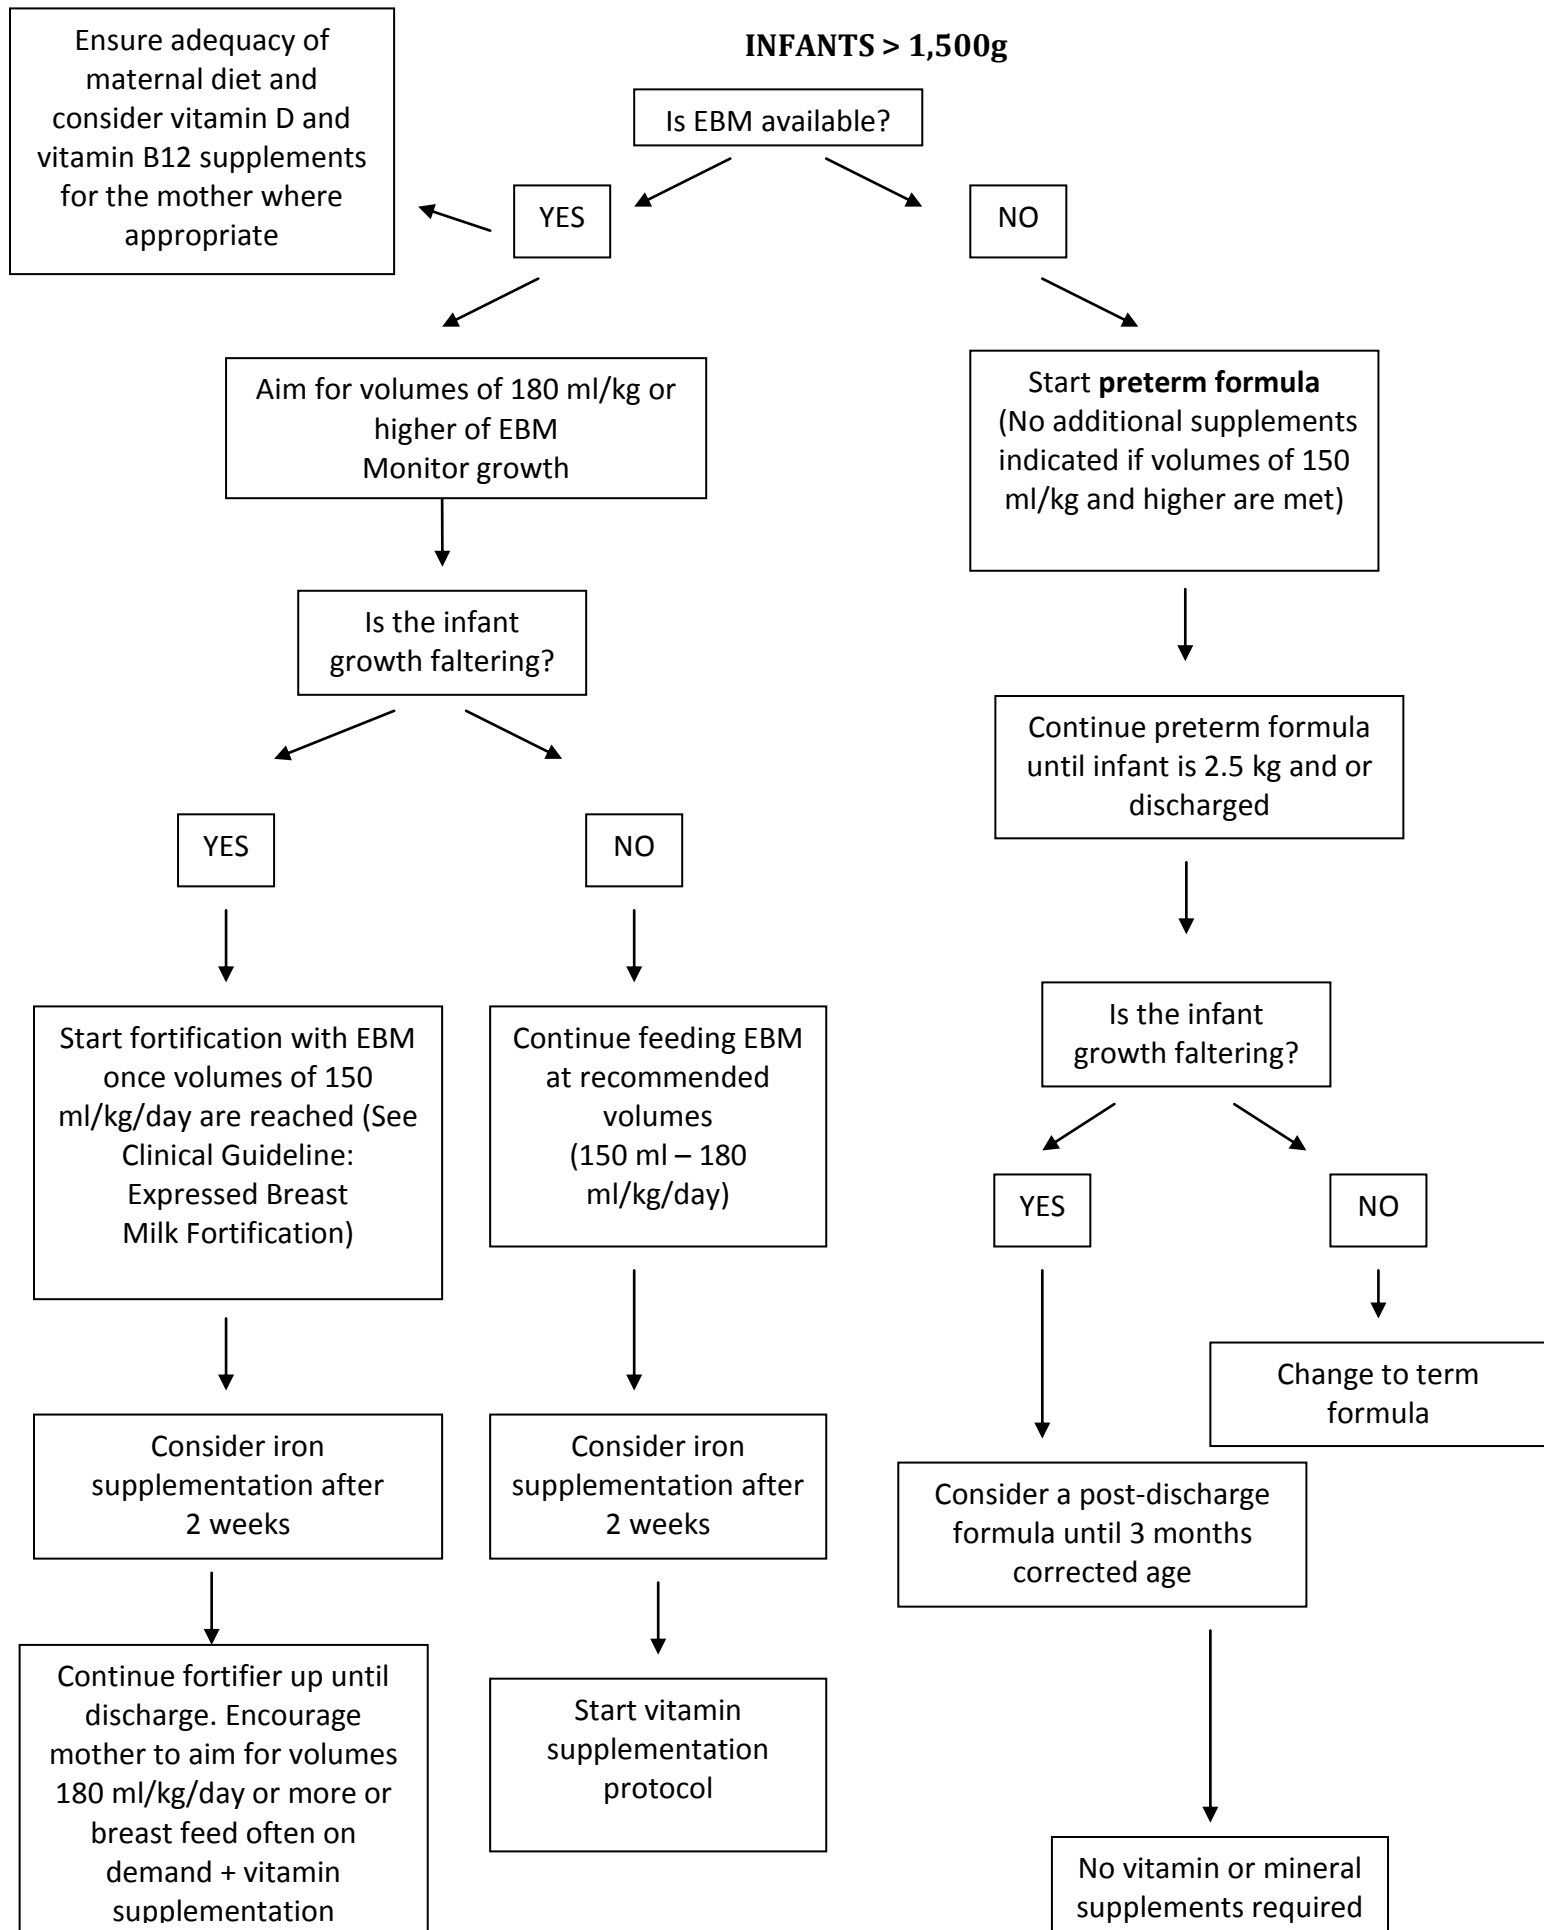 Ensure adequacy of
maternal diet and
consider vitamin D and
vitamin B12 supplements
for the mother where
appropriate
INFANTS > 1,500g
Is EBM available?
YES
NO
Aim for volumes of 180 ml/kg or
higher of EBM
Monitor growth
Start preterm formula
(No additional supplements
indicated if volumes of 150
ml/kg and higher are met)
Is the infant
growth faltering?
Continue preterm formula
until infant is 2.5 kg and or
discharged
YES
NO
Start fortification with EBM
once volumes of 150
ml/kg/day are reached (See
Clinical Guideline:
Expressed Breast
Milk Fortification)
Continue feeding EBM
at recommended
volumes
(150 ml – 180
ml/kg/day)
Is the infant
growth faltering?
YES
NO
Change to term
formula
Consider iron
supplementation after
2 weeks
Consider iron
supplementation after
2 weeks
Consider a post-discharge
formula until 3 months
corrected age
Continue fortifier up until
discharge. Encourage
mother to aim for volumes
180 ml/kg/day or more or
breast feed often on
demand + vitamin
supplementation
Start vitamin
supplementation
protocol
No vitamin or mineral
supplements required